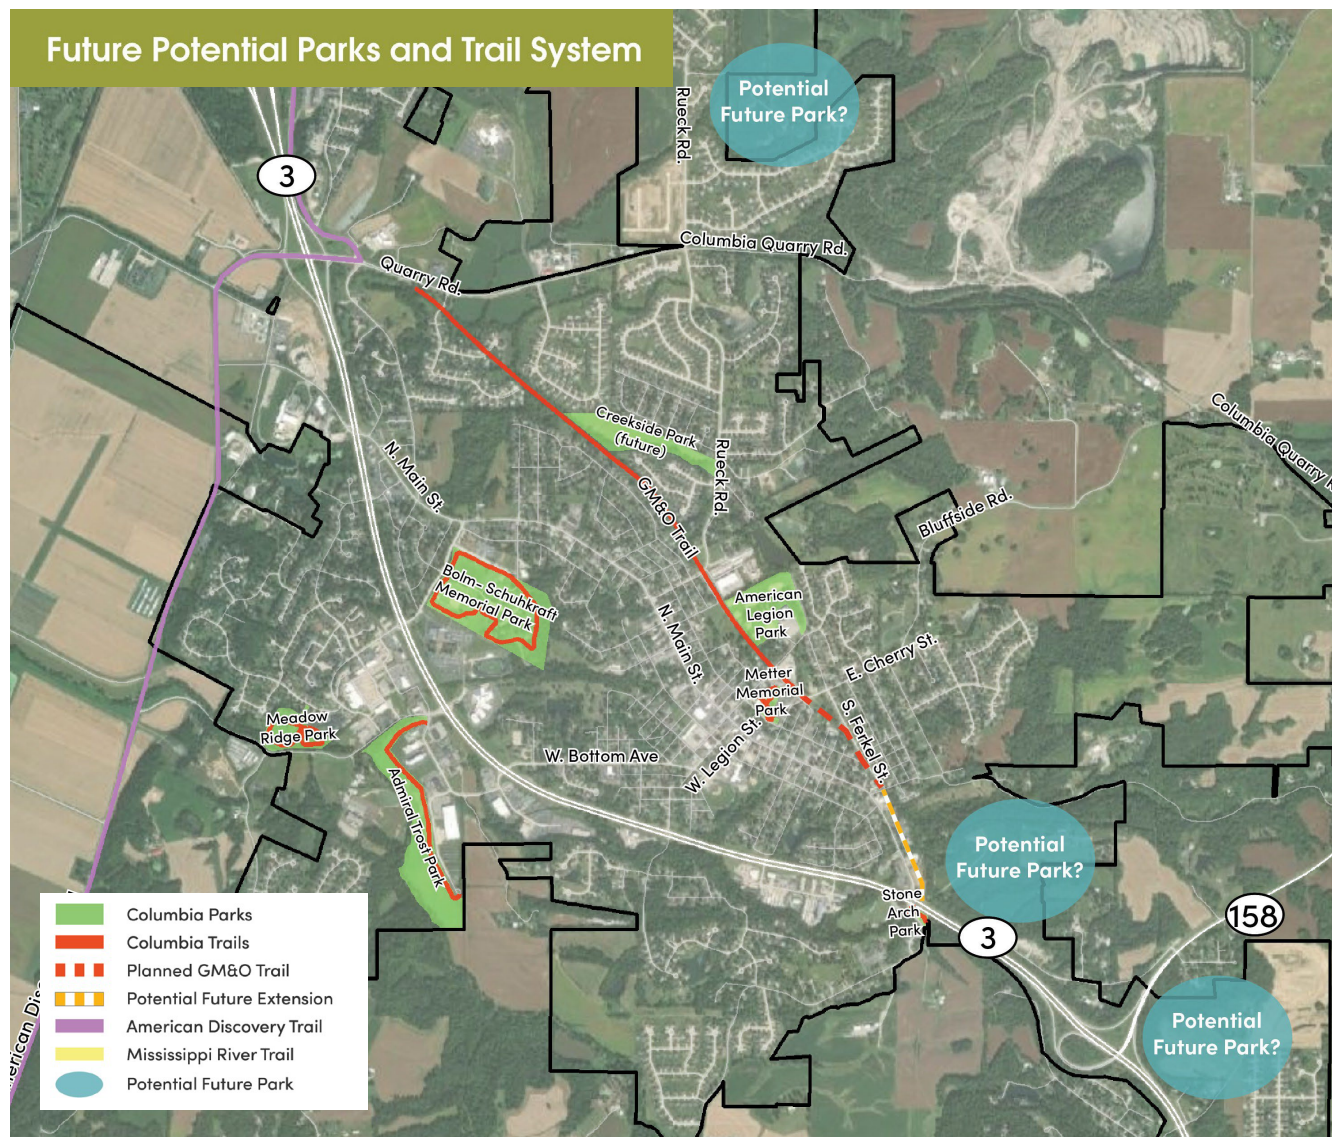 Future Potential Parks and Trail System
Potential
Future Park?
Rueck Rd.
3
Columbia Quarry Rd.
Quarry Rd.
Columbia Quarry R
Creekside Park
(future)
N. Main St.
Rueck Rd.
GM&O Trail
Bluffside Rd.
Bolm- Schuhkraft
Memorial Park
American
Legion
Park
N. Main St.
E. Cherry St.
Metter
Memorial
Park
S. Ferkel St.
Meadow
Ridge Park
W. Bottom Ave
W. Legion St.
Admiral Trost Park
Potential
Future Park?
Stone
Arch
Park
3
158
Potential
Future Park?
erican Disc
Columbia Parks
Columbia Trails
Planned GM&O Trail
Potential Future Extension
American Discovery Trail
Mississippi River Trail
Potential Future Park